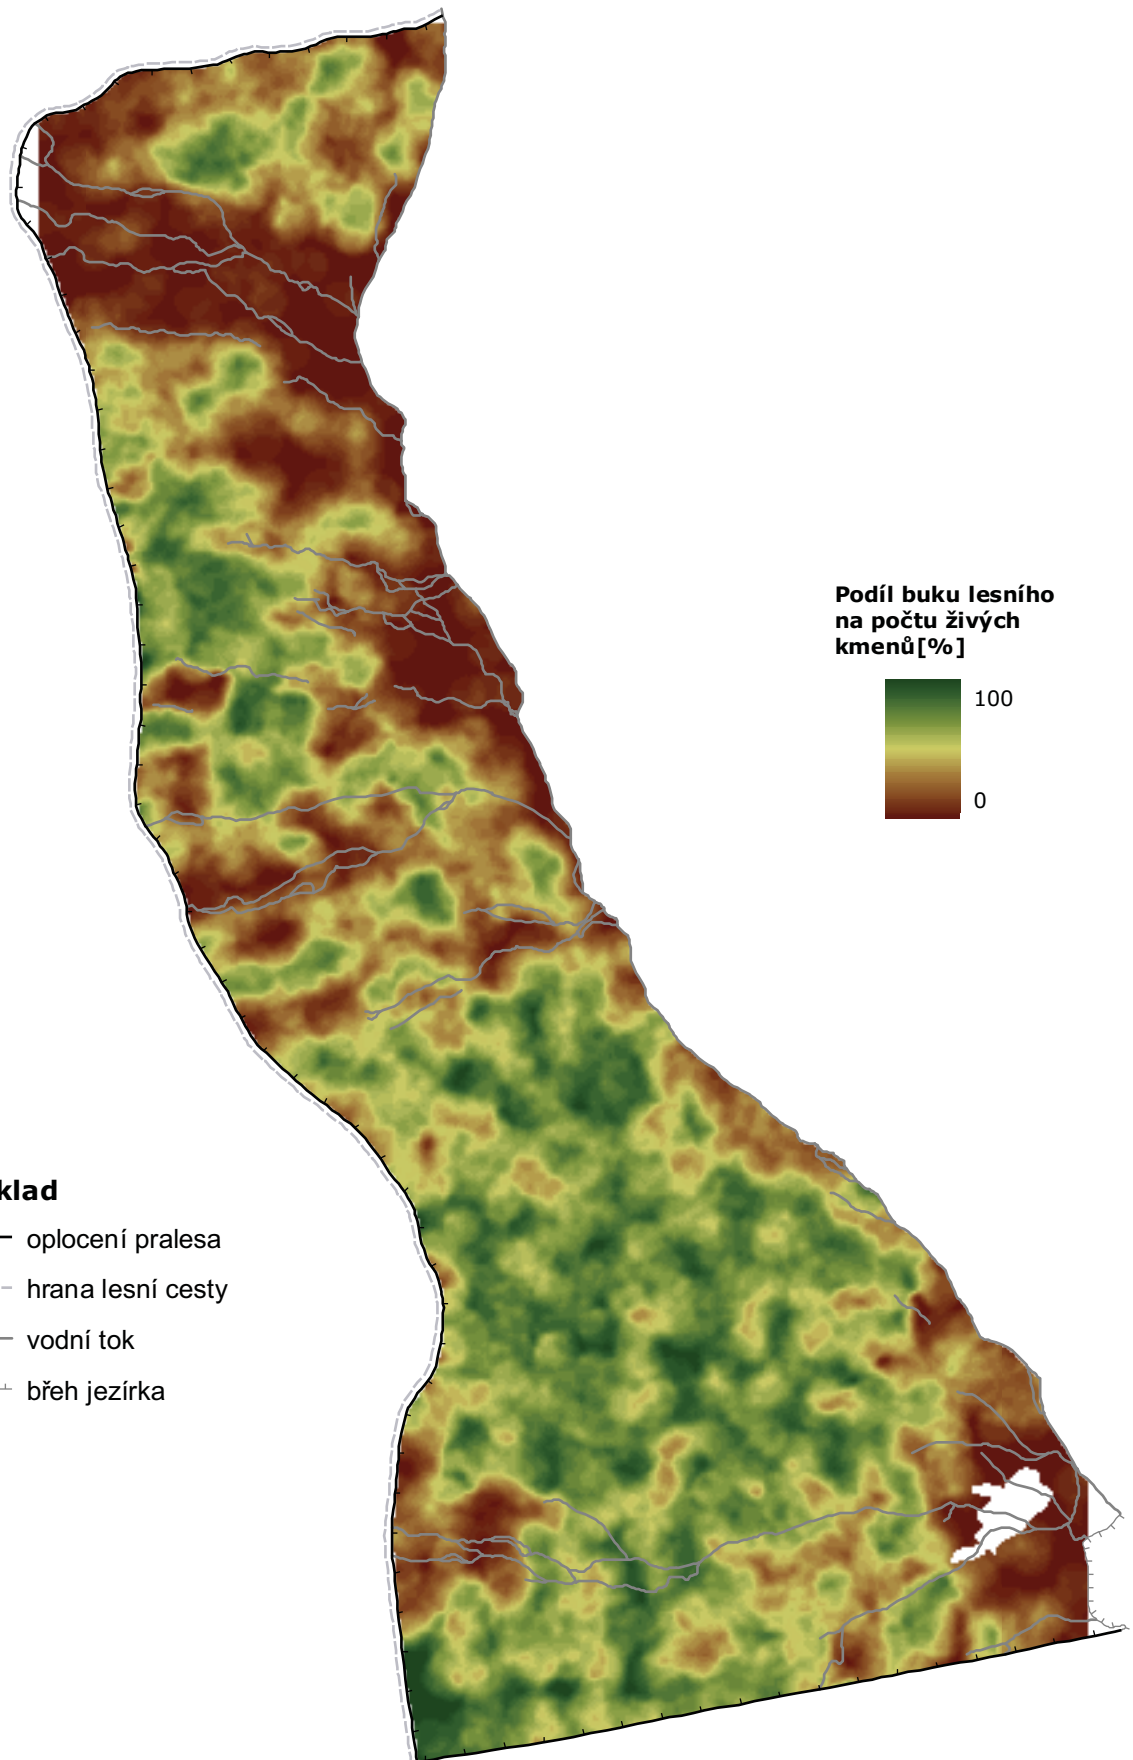 Podíl buku lesního
na počtu živých
kmenů[%]
100
0
klad
oplocení pralesa
hrana lesní cesty
vodní tok
břeh jezírka